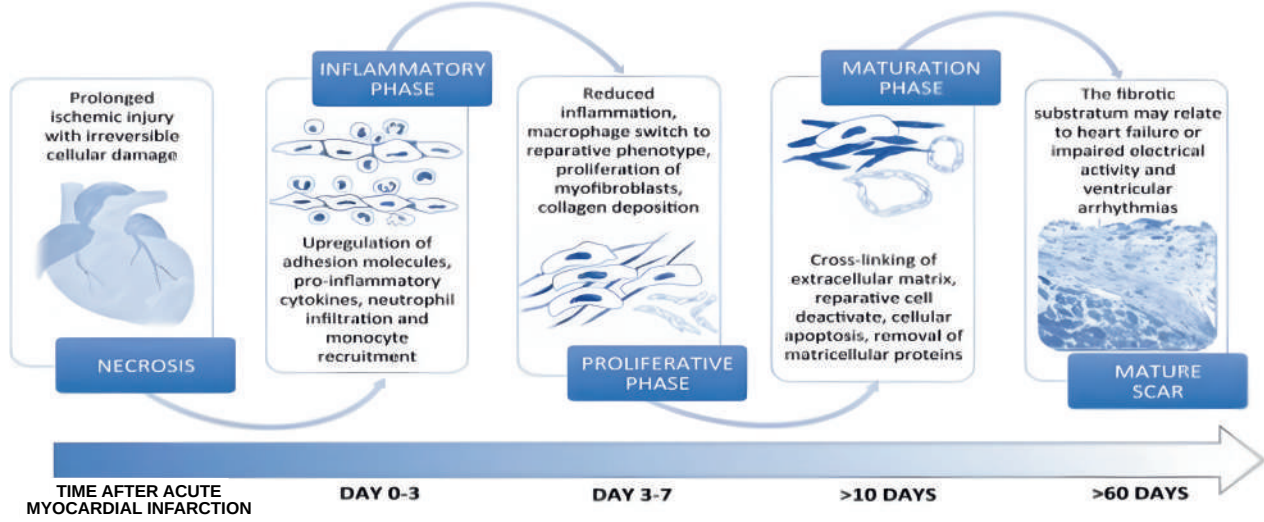 Prolonged
ischemic injury
with irreversible
cellular damage
NECROSIS
INFLAMMATORY
PHASE
Upregulation of
adhesion molecules,
pro-inflammatory
cytokines, neutrophil
infiltration and
monocyte
recruitment
Reduced
inflammation,
macrophage switch to
reparative phenotype,
proliferation of
myofibroblasts,
collagen deposition
PROLIFERATIVE
PHASE
MATURATION
PHASE
Cross-linking of
extracellular matrix,
reparative cell
deactivate, cellular
apoptosis, removal of
matricellular proteins
The fibrotic
substratum may relate
to heart failure or
impaired electrical
activity and
ventricular
arrhythmias
MATURE
SCAR
TIME AFTER ACUTE
MYOCARDIAL INFARCTION
DAY 0-3
DAY 3-7
>10 DAYS
>60 DAYS